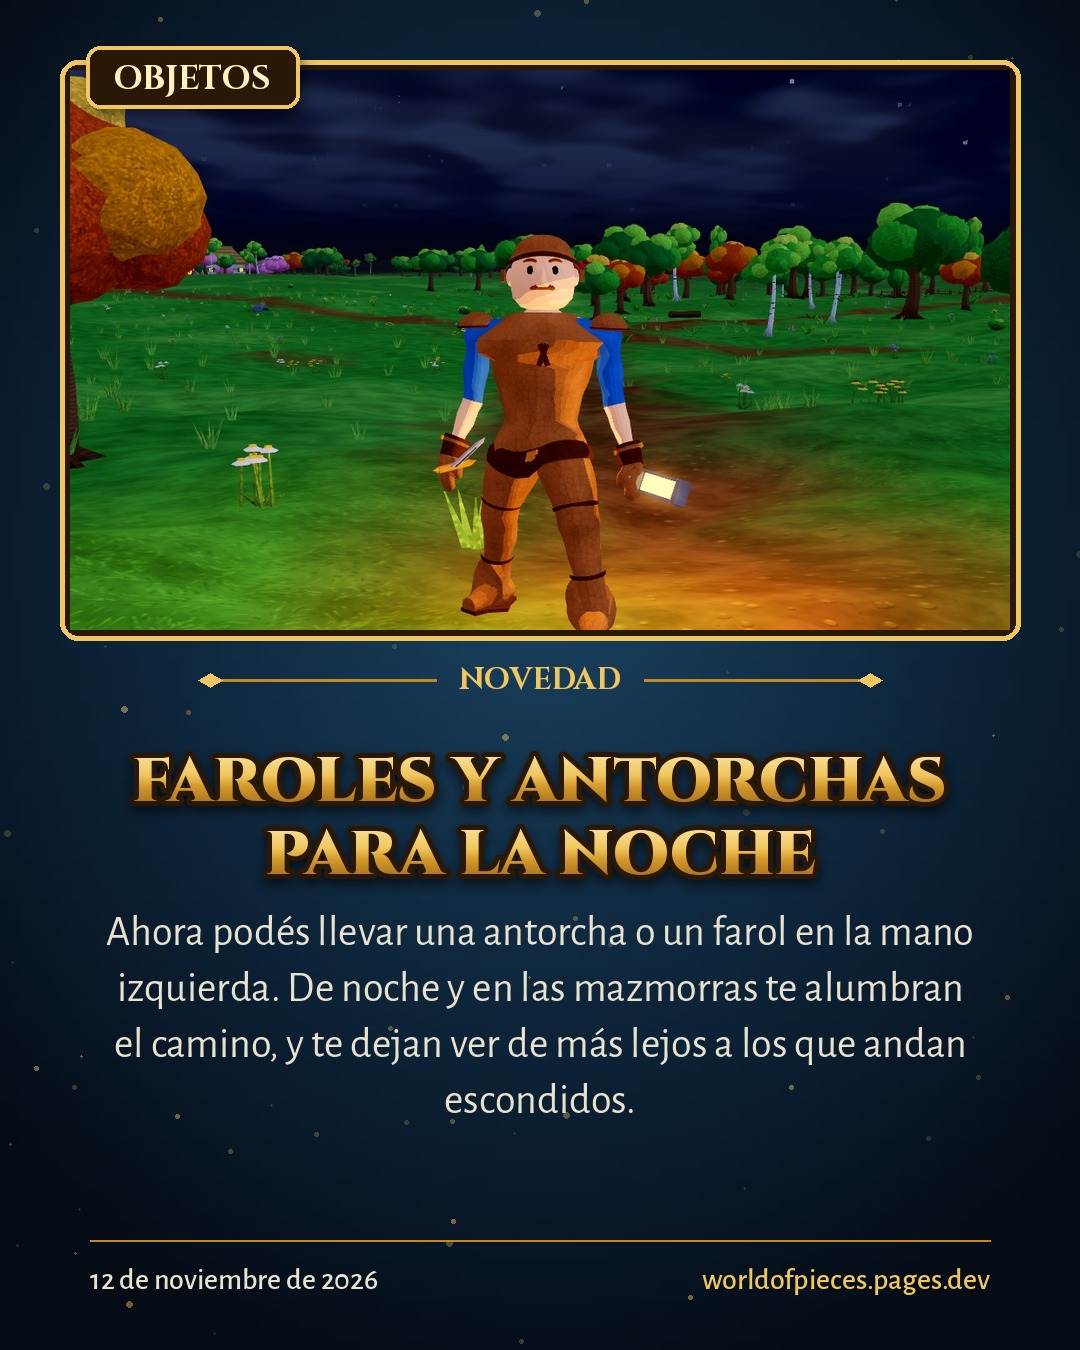 OBJETOS
NOVEDAD
FAROLES Y ANTORCHAS
PARA LA NOCHE
Ahora podés llevar una antorcha o un farol en la mano
izquierda. De noche y en las mazmorras te alumbran
el camino, y te dejan ver de más lejos a los que andan
escondidos.
12 de noviembre de 2026
worldofpieces.pages.dev